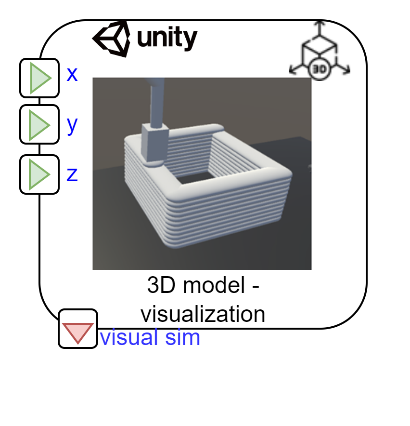 unity
3D
x
y
z
3D model -
visualization
visual sim